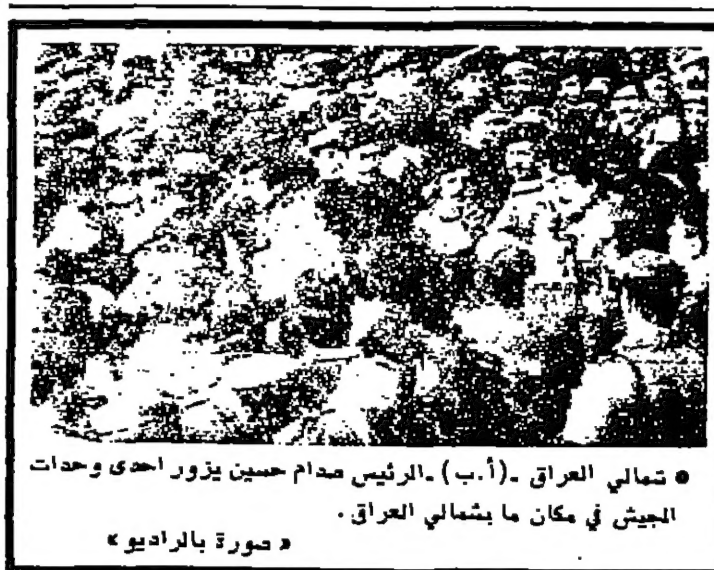 ● شمالي العراق -(أ.ب) -الرئيس صدام حسين يزور احدى وحدات
الجيش في مكان ما بشمالي العراق.
« صورة بالراديو »